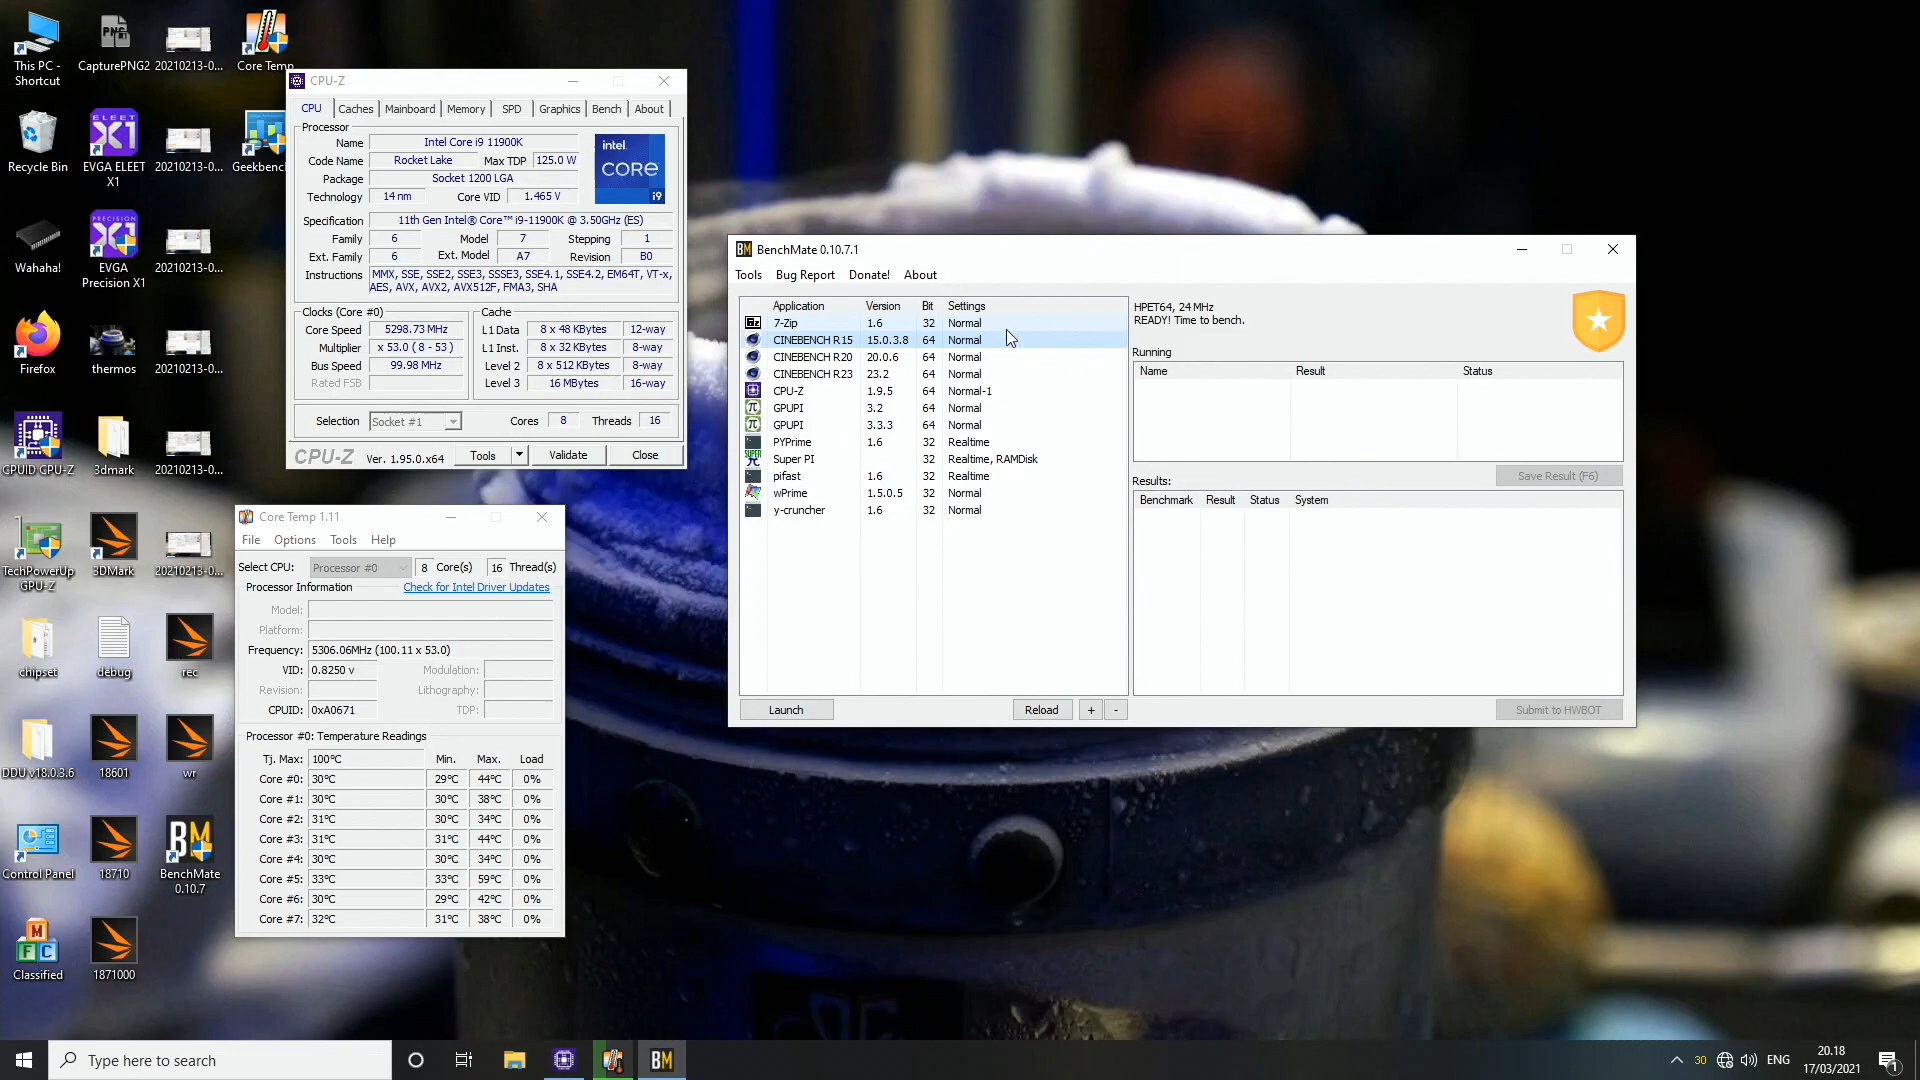 This PC - Shortcut
CapturePNG2
20210213-0...
Core Temp
Recycle Bin
EVGA ELEET X1
20210213-0...
Geekbenc
Wahaha!
EVGA Precision X1
20210213-0...
Firefox
thermos
20210213-0...
CPUID CPU-Z
3dmark
20210213-0...
TechPowerUp GPU-Z
3DMark
20210213-0...
chipset
debug
rec
DDU v18.0.3.6
18601
wr
Control Panel
18710
BenchMate 0.10.7
Classified
1871000
CPU-Z
CPU Caches Mainboard Memory SPD Graphics Bench About
Processor
Name Intel Core i9 11900K
Code Name Rocket Lake Max TDP 125.0 W
Package Socket 1200 LGA
Technology 14 nm Core VID 1.465 V
intel. CORE i9
Specification 11th Gen Intel® Core™ i9-11900K @ 3.50GHz (ES)
Family 6 Model 7 Stepping 1
Ext. Family 6 Ext. Model A7 Revision B0
Instructions MMX, SSE, SSE2, SSE3, SSSE3, SSE4.1, SSE4.2, EM64T, VT-x,
AES, AVX, AVX2, AVX512F, FMA3, SHA
Clocks (Core #0)
Core Speed 5298.73 MHz
Multiplier x 53.0 ( 8 - 53 )
Bus Speed 99.98 MHz
Rated FSB
Cache
L1 Data 8 x 48 KBytes 12-way
L1 Inst. 8 x 32 KBytes 8-way
Level 2 8 x 512 KBytes 8-way
Level 3 16 MBytes 16-way
Selection Socket #1 Cores 8 Threads 16
CPU-Z Ver. 1.95.0.x64 Tools Validate Close
Core Temp 1.11
File Options Tools Help
Select CPU: Processor #0 8 Core(s) 16 Thread(s)
Processor Information Check for Intel Driver Updates
Model:
Platform:
Frequency: 5306.06MHz (100.11 x 53.0)
VID: 0.8250 v Modulation:
Revision: Lithography:
CPUID: 0xA0671 TDP:
Processor #0: Temperature Readings
Tj. Max: 100°C Min. Max. Load
Core #0: 30°C 29°C 44°C 0%
Core #1: 30°C 30°C 38°C 0%
Core #2: 31°C 30°C 34°C 0%
Core #3: 31°C 31°C 44°C 0%
Core #4: 30°C 30°C 34°C 0%
Core #5: 33°C 33°C 59°C 0%
Core #6: 30°C 29°C 42°C 0%
Core #7: 32°C 31°C 38°C 0%
BM BenchMate 0.10.7.1
Tools Bug Report Donate! About
Application Version Bit Settings
7-Zip 1.6 32 Normal
CINEBENCH R15 15.0.3.8 64 Normal
CINEBENCH R20 20.0.6 64 Normal
CINEBENCH R23 23.2 64 Normal
CPU-Z 1.9.5 64 Normal-1
GPUPI 3.2 64 Normal
GPUPI 3.3.3 64 Normal
PYPrime 1.6 32 Realtime
Super PI 32 Realtime, RAMDisk
pifast 1.6 32 Realtime
wPrime 1.5.0.5 32 Normal
y-cruncher 1.6 32 Normal
Launch Reload + -
HPET64, 24 MHz
READY! Time to bench.
Running
Name Result Status
Save Result (F6)
Results:
Benchmark Result Status System
Submit to HWBOT
Type here to search
BM
30 ENG
20.18
17/03/2021
1